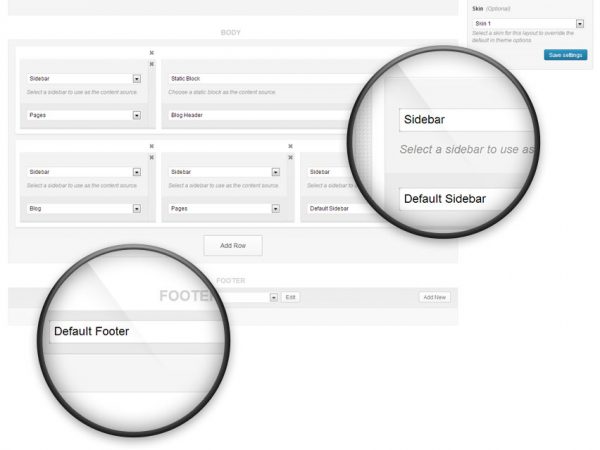 Skin (Optional)
Skin 1
Select a skin for this layout to override the
default in theme options.
Save settings
BODY
Sidebar
Select a sidebar to use as the content source.
Pages
Static Block
Choose a static block as the content source.
Blog Header
Sidebar
Select a sidebar to use as the content source.
Blog
Sidebar
Select a sidebar to use as the content source.
Pages
Sidebar
Select a sidebar to use as the
Default Sidebar
Sidebar
Select a sidebar to use as
Default Sidebar
Add Row
FOOTER
FOOTER
Edit
Add New
Default Footer